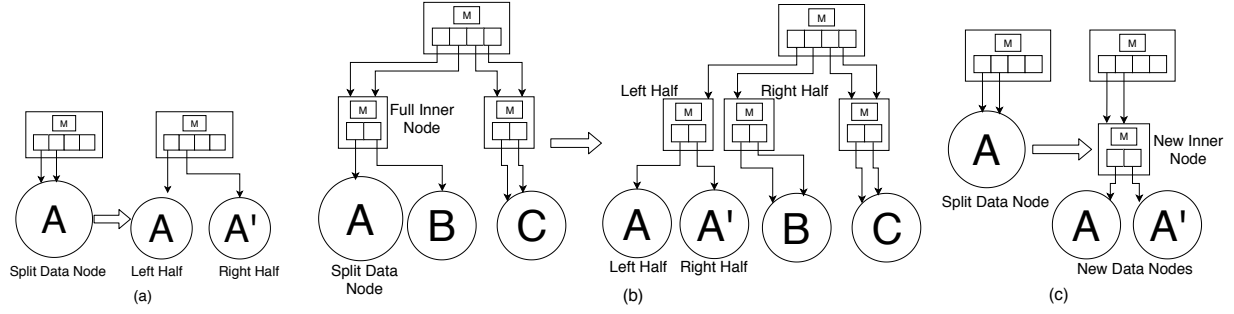 M
M
A
A
A'
Split Data Node
Left Half
Right Half
(a)
M
M
Full Inner
Node
M
A
B
C
Split Data
Node
M
Left Half
M
M
Right Half
M
A
A'
B
C
Left Half
Right Half
(b)
M
M
A
Split Data Node
M
New Inner
Node
A
A'
New Data Nodes
(c)